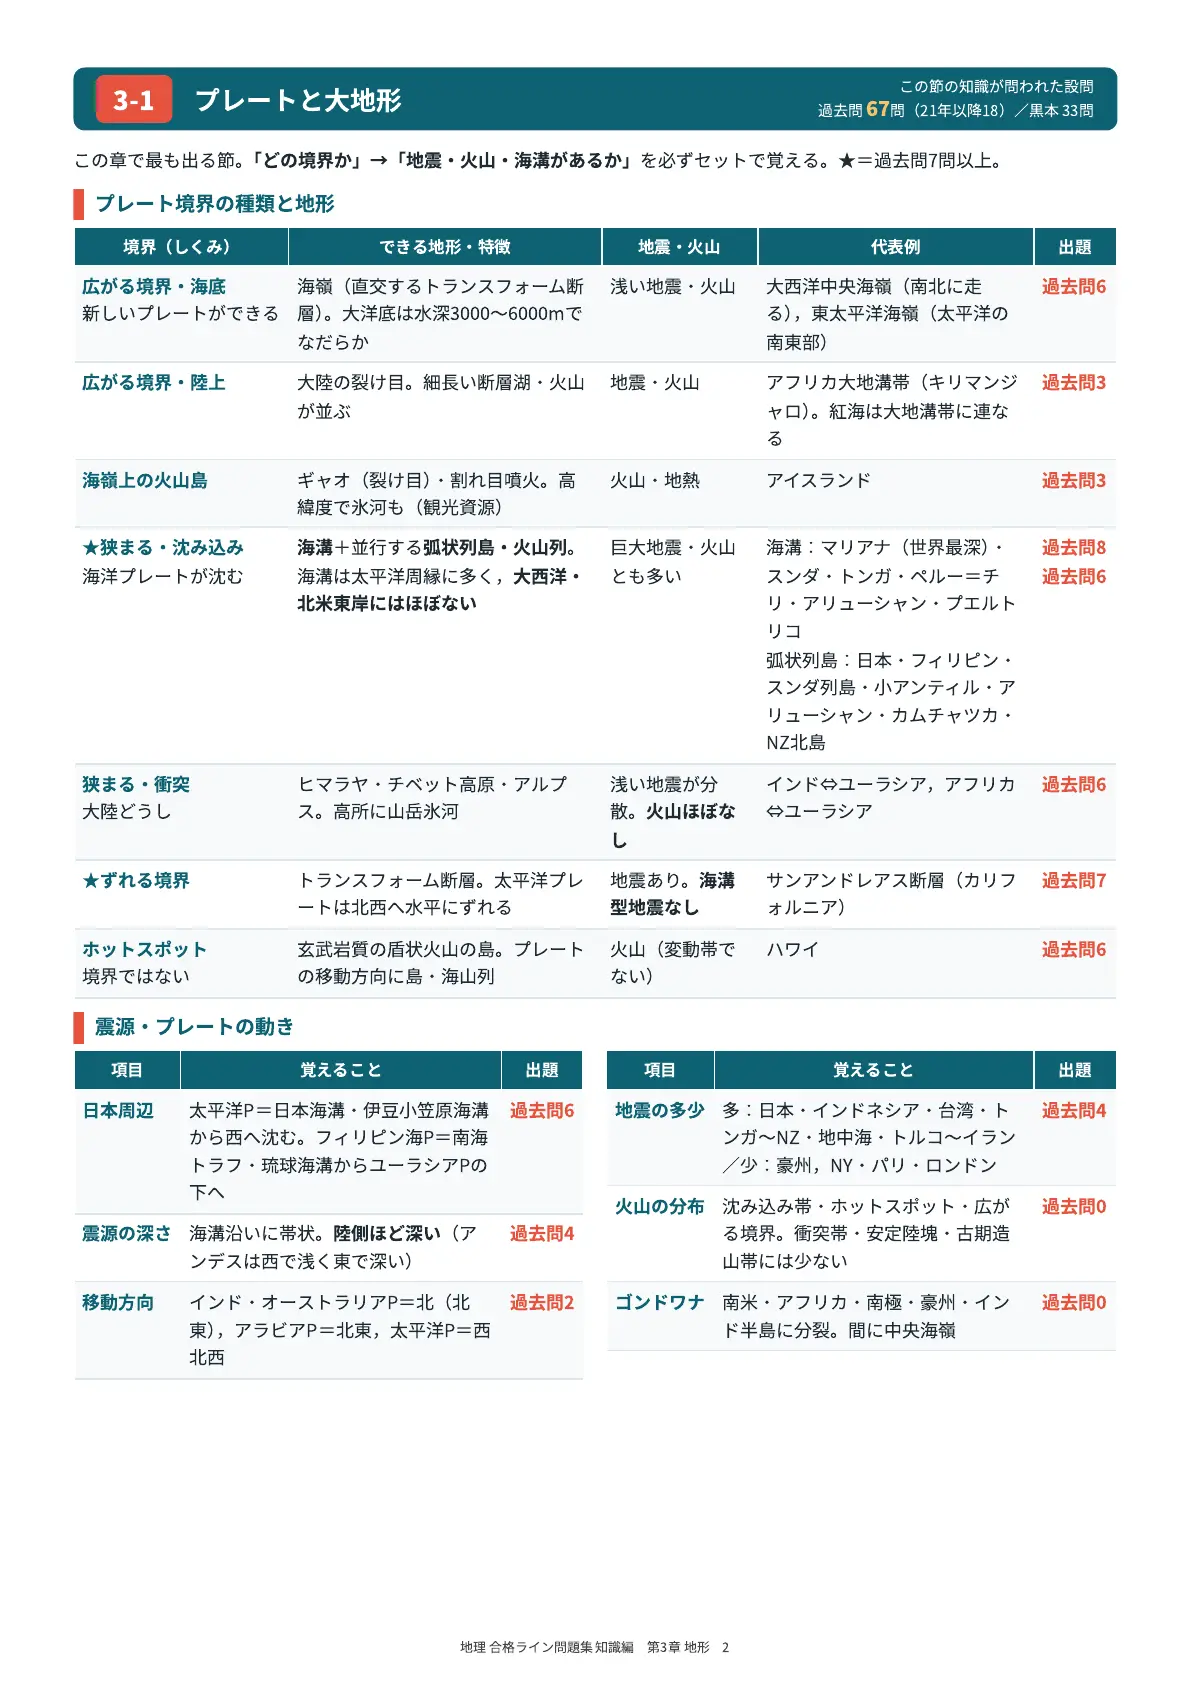 3-1 プレートと大地形
この節の知識が問われた設問
過去問 67問（21年以降18）／黒本 33問
この章で最も出る節。「どの境界か」→「地震・火山・海溝があるか」を必ずセットで覚える。★＝過去問7問以上。
プレート境界の種類と地形
境界（しくみ） できる地形・特徴 地震・火山 代表例 出題
広がる境界・海底
新しいプレートができる
海嶺（直交するトランスフォーム断
層）。大洋底は水深3000〜6000mで
なだらか
浅い地震・火山
大西洋中央海嶺（南北に走
る），東太平洋海嶺（太平洋の
南東部）
過去問6
広がる境界・陸上
大陸の裂け目。細長い断層湖・火山
が並ぶ
地震・火山
アフリカ大地溝帯（キリマンジ
ャロ）。紅海は大地溝帯に連な
る
過去問3
海嶺上の火山島
ギャオ（裂け目）・割れ目噴火。高
緯度で氷河も（観光資源）
火山・地熱
アイスランド
過去問3
★狭まる・沈み込み
海洋プレートが沈む
海溝＋並行する弧状列島・火山列。
海溝は太平洋周縁に多く，大西洋・
北米東岸にはほぼない
巨大地震・火山
とも多い
海溝：マリアナ（世界最深）・
スンダ・トンガ・ペルー＝チ
リ・アリューシャン・プエルト
リコ
弧状列島：日本・フィリピン・
スンダ列島・小アンティル・ア
リューシャン・カムチャツカ・
NZ北島
過去問8
過去問6
狭まる・衝突
大陸どうし
ヒマラヤ・チベット高原・アルプ
ス。高所に山岳氷河
浅い地震が分
散。火山ほぼな
し
インド⇔ユーラシア，アフリカ
⇔ユーラシア
過去問6
★ずれる境界
トランスフォーム断層。太平洋プレ
ートは北西へ水平にずれる
地震あり。海溝
型地震なし
サンアンドレアス断層（カリフ
ォルニア）
過去問7
ホットスポット
境界ではない
玄武岩質の盾状火山の島。プレート
の移動方向に島・海山列
火山（変動帯で
ない）
ハワイ
過去問6
震源・プレートの動き
項目 覚えること 出題
日本周辺
太平洋P＝日本海溝・伊豆小笠原海溝
から西へ沈む。フィリピン海P＝南海
トラフ・琉球海溝からユーラシアPの
下へ
過去問6
震源の深さ
海溝沿いに帯状。陸側ほど深い（ア
ンデスは西で浅く東で深い）
過去問4
移動方向
インド・オーストラリアP＝北（北
東），アラビアP＝北東，太平洋P＝西
北西
過去問2
項目 覚えること 出題
地震の多少
多：日本・インドネシア・台湾・ト
ンガ〜NZ・地中海・トルコ〜イラン
／少：豪州，NY・パリ・ロンドン
過去問4
火山の分布
沈み込み帯・ホットスポット・広が
る境界。衝突帯・安定陸塊・古期造
山帯には少ない
過去問0
ゴンドワナ
南米・アフリカ・南極・豪州・イン
ド半島に分裂。間に中央海嶺
過去問0
地理 合格ライン問題集 知識編 第3章 地形 2